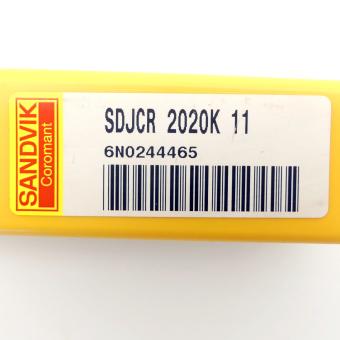 SANDVIK
Coromant
SDJCR 2020K 11
6N0244465